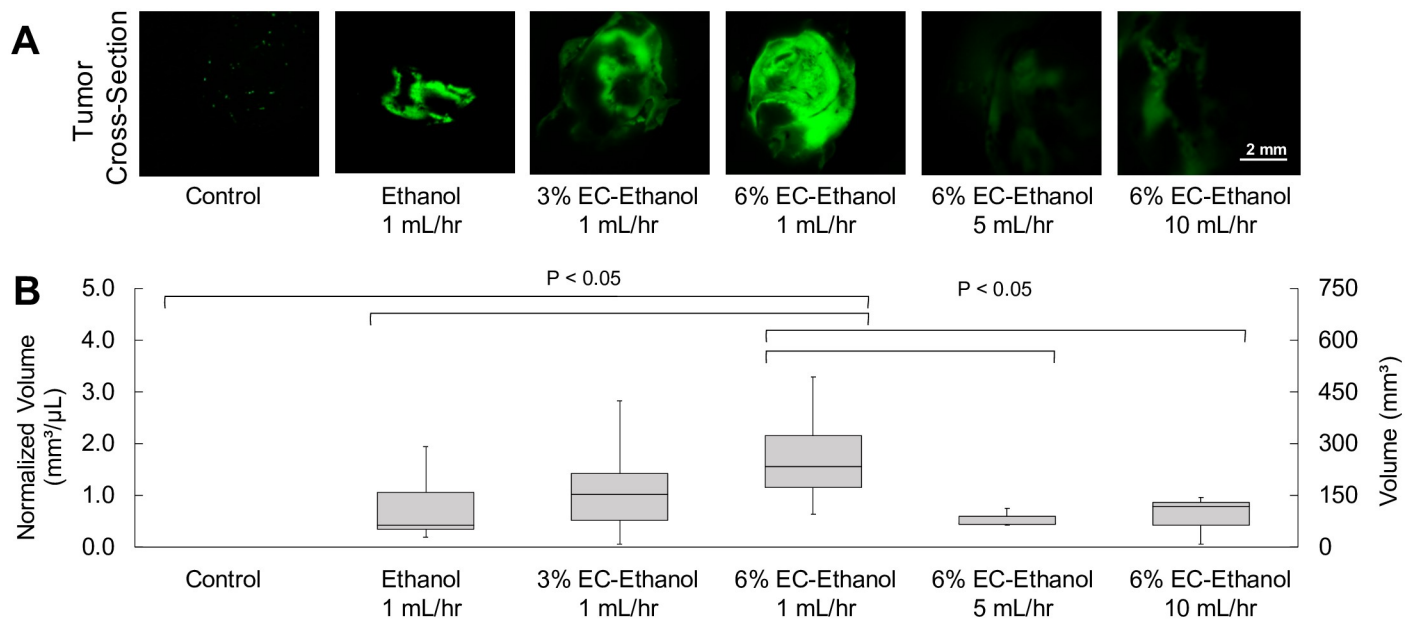 A
Tumor
Cross-Section
2 mm
Control
Ethanol
1 mL/hr
3% EC-Ethanol
1 mL/hr
6% EC-Ethanol
1 mL/hr
6% EC-Ethanol
5 mL/hr
6% EC-Ethanol
10 mL/hr
B
Normalized Volume
(mm³/µL)
5.0
4.0
3.0
2.0
1.0
0.0
P < 0.05
P < 0.05
750
600
450
300
150
0
Volume (mm³)
Control
Ethanol
1 mL/hr
3% EC-Ethanol
1 mL/hr
6% EC-Ethanol
1 mL/hr
6% EC-Ethanol
5 mL/hr
6% EC-Ethanol
10 mL/hr